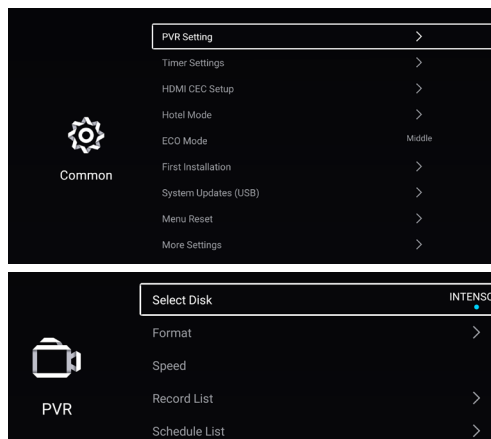 PVR Setting
Timer Settings
HDMI CEC Setup
Hotel Mode
ECO Mode Middle
First Installation
System Updates (USB)
Menu Reset
More Settings
Common
Select Disk INTENSO
Format
Speed
Record List
Schedule List
PVR